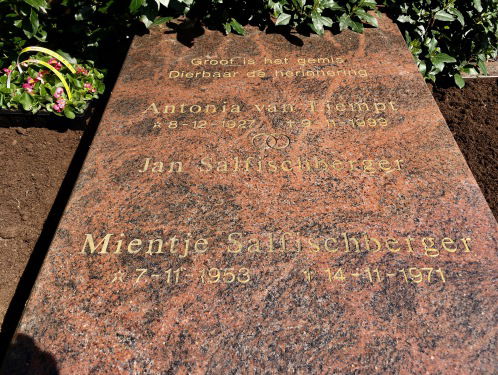 Groot is het gemis
Dierbaar de herinnering
Antonia van Tiempt
☆ 8-12-1927 † 9-11-1999
Jan Salfischberger
Mientje Salfischberger
☆ 7-11-1953 † 14-11-1971